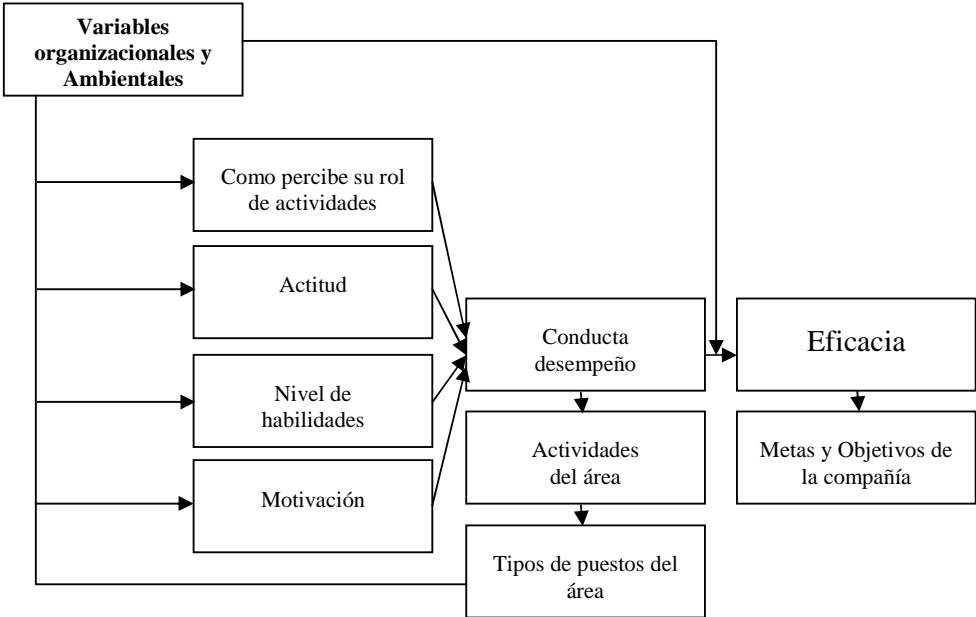 Variables
organizacionales y
Ambientales
Como percibe su rol
de actividades
Actitud
Nivel de
habilidades
Motivación
Conducta
desempeño
Actividades
del área
Tipos de puestos del
área
Eficacia
Metas y Objetivos de
la compañía